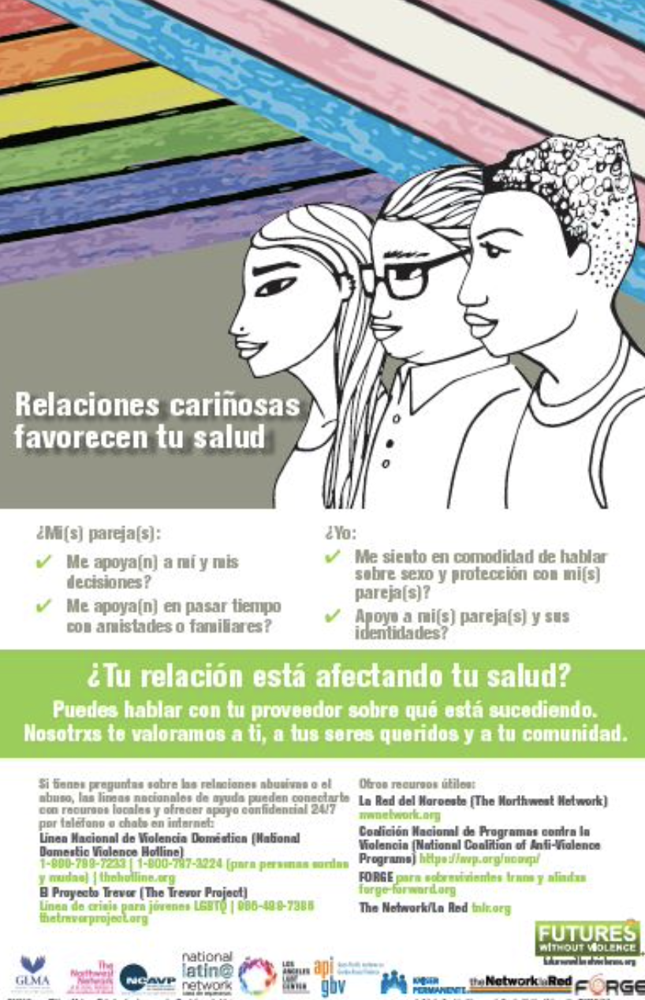 Relaciones cariñosas
favorecen tu salud
¿Mi(s) pareja(s):
✔ Me apoya(n) a mí y mis
decisiones?
✔ Me apoya(n) en pasar tiempo
con amistades o familiares?
¿Yo:
✔ Me siento en comodidad de hablar
sobre sexo y protección con mi(s)
pareja(s)?
✔ Apoyo a mi(s) pareja(s) y sus
identidades?
¿Tu relación está afectando tu salud?
Puedes hablar con tu proveedor sobre qué está sucediendo.
Nosotrxs te valoramos a ti, a tus seres queridos y a tu comunidad.
Si tienes preguntas sobre las relaciones abusivas o el
abuso, las líneas nacionales de ayuda pueden conectarte
con recursos locales y ofrecer apoyo confidencial 24/7
por teléfono o chats en internet:
Línea Nacional de Violencia Doméstica (National
Domestic Violence Hotline)
1-800-799-7233 | 1-800-787-3224 (para personas sordas
y mudas) | thehotline.org
El Proyecto Trevor (The Trevor Project)
Línea de crisis para jóvenes LGBTQ | 866-488-7386
thetrevorproject.org
Otros recursos útiles:
La Red del Noroeste (The Northwest Network)
nwnetwork.org
Coalición Nacional de Programas contra la
Violencia (National Coalition of Anti-Violence
Programs) https://avp.org/ncavp/
FORGE para sobrevivientes trans y aliadxs
forge-forward.org
The Network/La Red tnlr.org
FUTURES
WITHOUT VIOLENCE
futureswithoutviolence.org
GLMA
The
Northwest
Network
NCAVP
national
latin@
network
LOS
ANGELES
LGBT
CENTER
api
gbv
KAISER
PERMANENTE
the Network la Red
FORGE